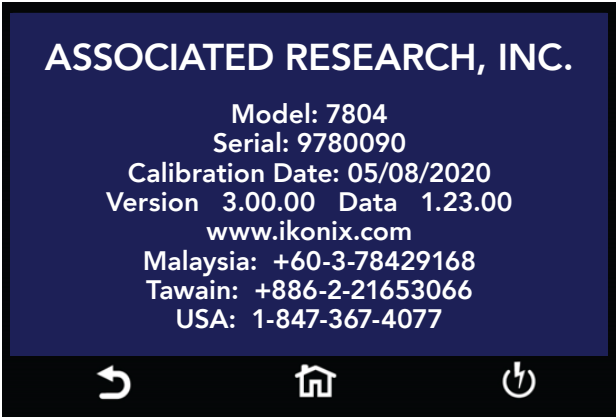 ASSOCIATED RESEARCH, INC.
Model: 7804
Serial: 9780090
Calibration Date: 05/08/2020
Version 3.00.00 Data 1.23.00
www.ikonix.com
Malaysia: +60-3-78429168
Tawain: +886-2-21653066
USA: 1-847-367-4077